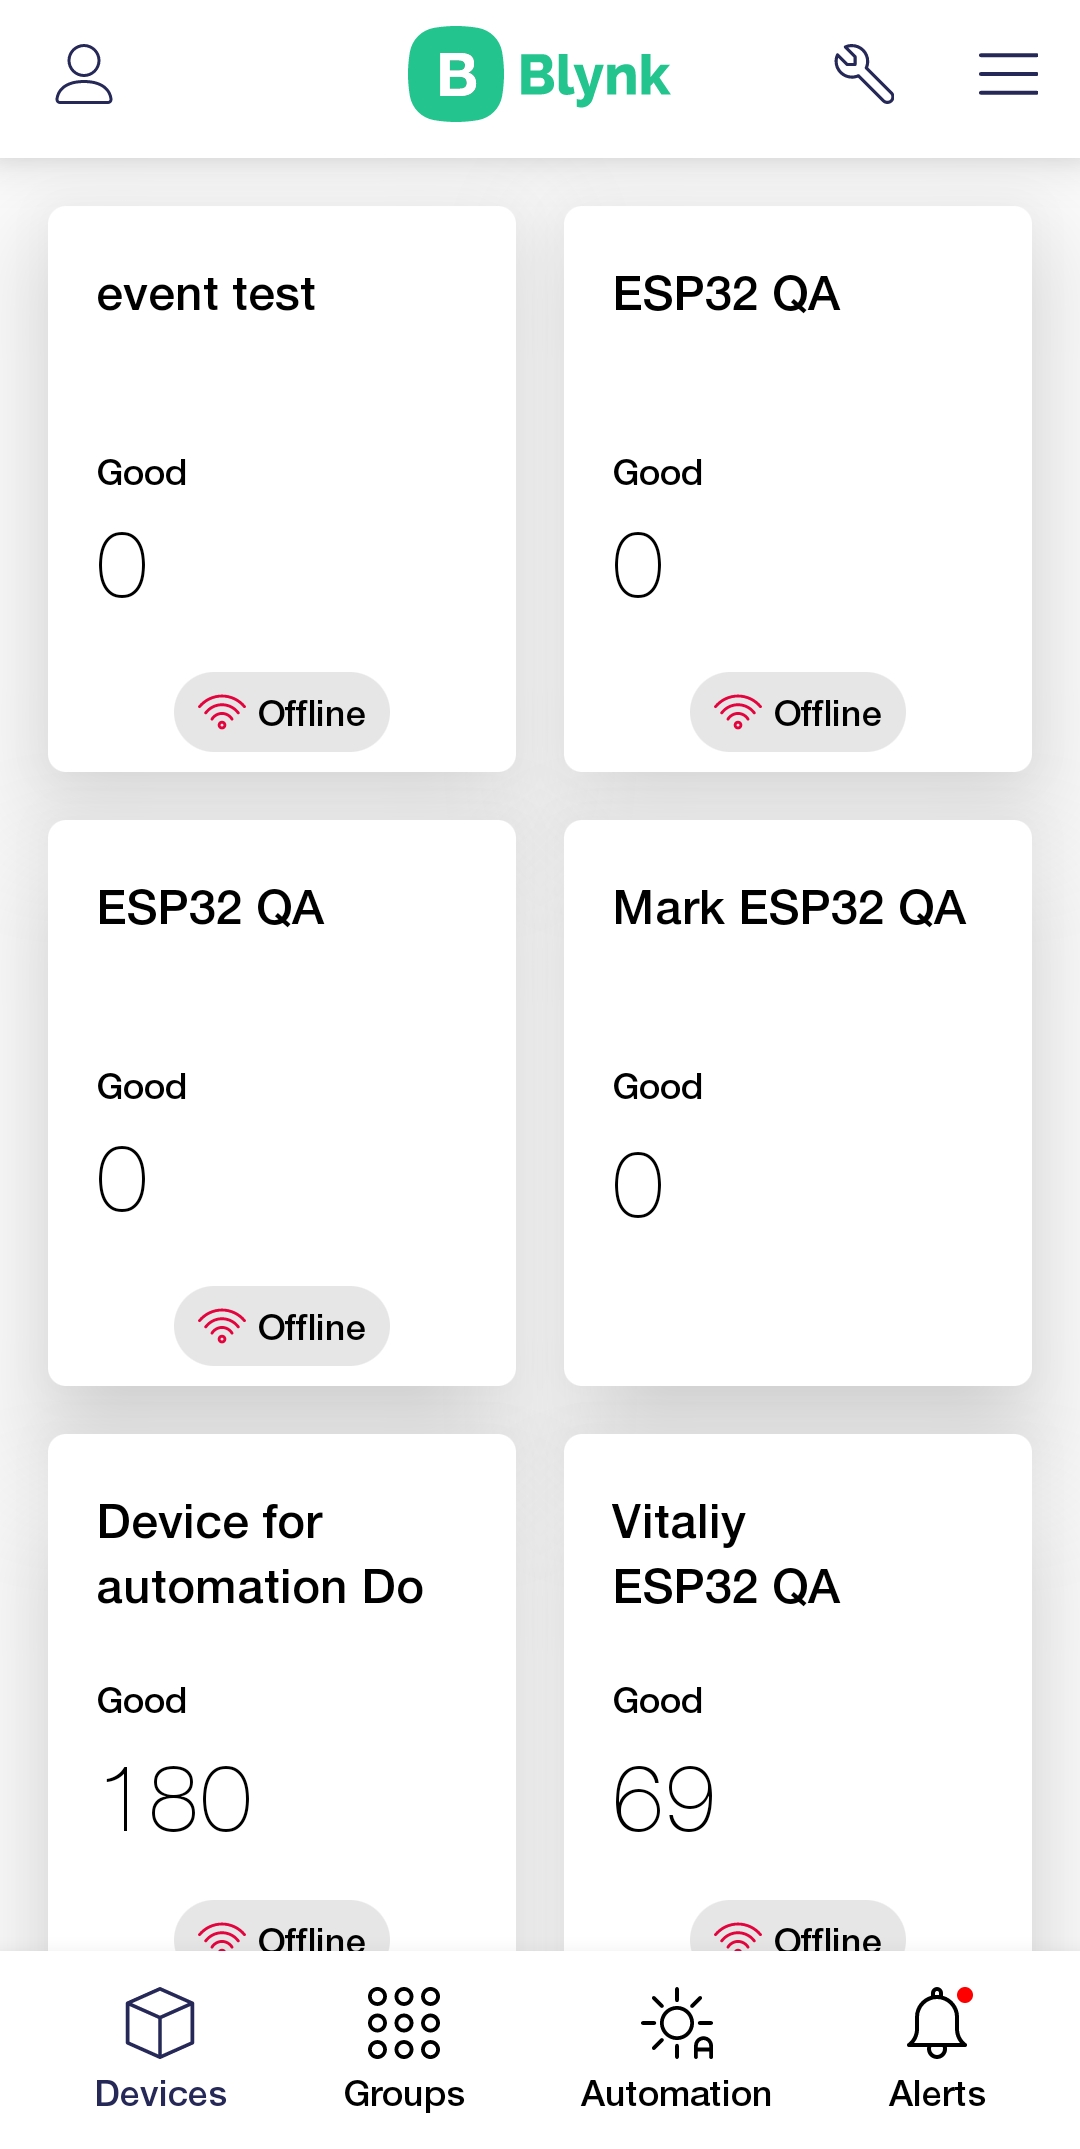 B Blynk
event test
Good
0
Offline
ESP32 QA
Good
0
Offline
ESP32 QA
Good
0
Offline
Mark ESP32 QA
Good
0
Device for
automation Do
Good
180
Offline
Vitaliy
ESP32 QA
Good
69
Offline
Devices
Groups
A
Automation
Alerts